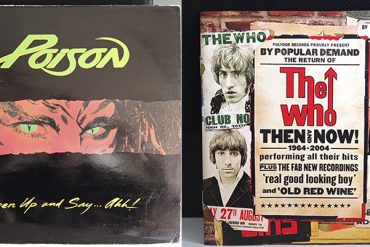 Poison
Open Up and Say...Ahh!
THE WHO
CLUB NO
27TH AUGUST
POLYDOR RECORDS PROUDLY PRESENT
BY POPULAR DEMAND
THE RETURN OF
The
WHO
THEN AND NOW!
1964-2004
performing all their hits
PLUS THE FAB NEW RECORDINGS
'real good looking boy'
and 'OLD RED WINE'